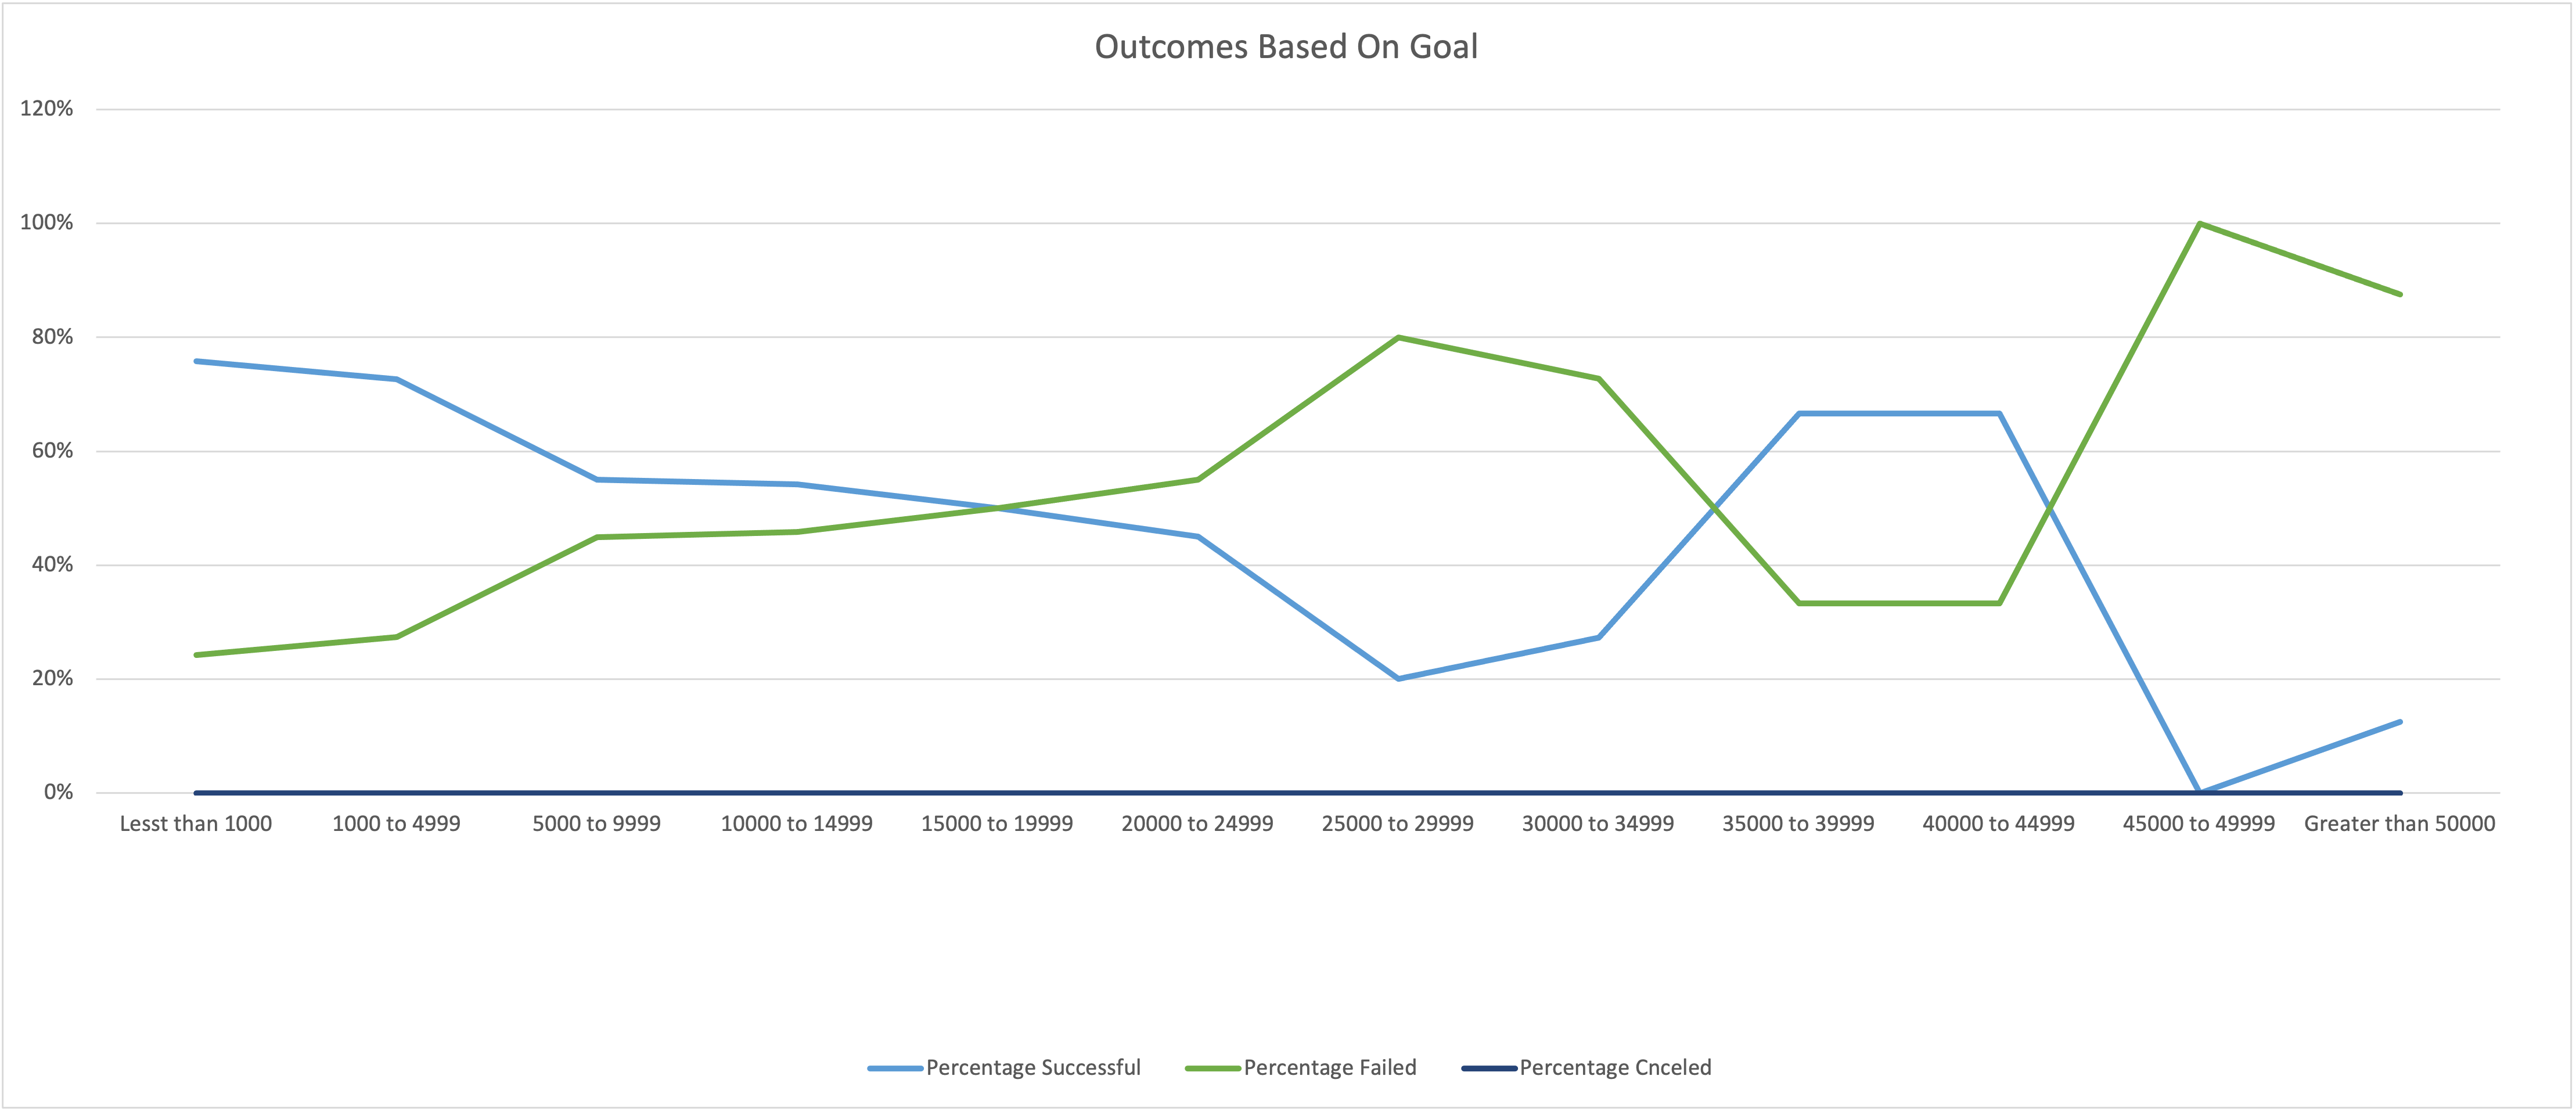 Outcomes Based On Goal
120%
100%
80%
60%
40%
20%
0%
Lesst than 1000 1000 to 4999 5000 to 9999 10000 to 14999 15000 to 19999 20000 to 24999 25000 to 29999 30000 to 34999 35000 to 39999 40000 to 44999 45000 to 49999 Greater than 50000
Percentage Successful Percentage Failed Percentage Cnceled